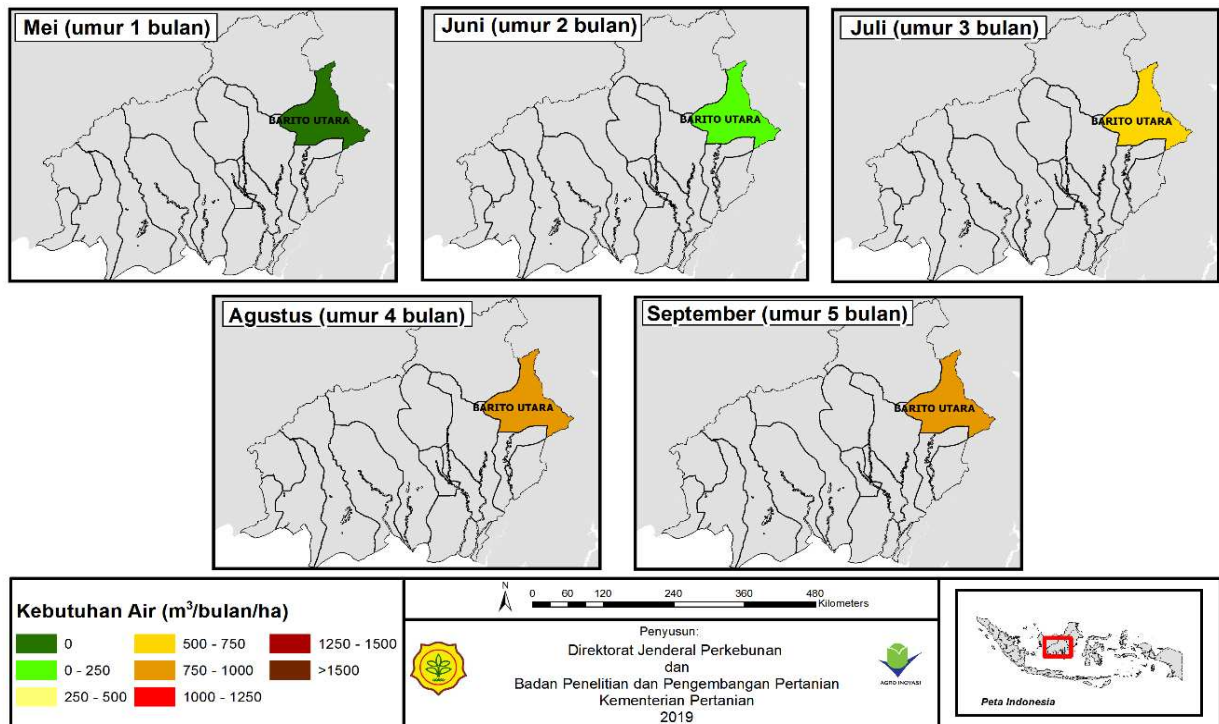 Mei (umur 1 bulan)
BARITO UTARA
Juni (umur 2 bulan)
BARITO UTARA
Juli (umur 3 bulan)
BARITO UTARA
Agustus (umur 4 bulan)
BARITO UTARA
September (umur 5 bulan)
BARITO UTARA
Kebutuhan Air (m³/bulan/ha)
0
0 - 250
250 - 500
500 - 750
750 - 1000
1000 - 1250
1250 - 1500
>1500
N
0 30 60 120 240 360 480
Kilometers
Penyusun:
Direktorat Jenderal Perkebunan
dan
Badan Penelitian dan Pengembangan Pertanian
Kementerian Pertanian
2019
AGRO INOVASI
Peta Indonesia